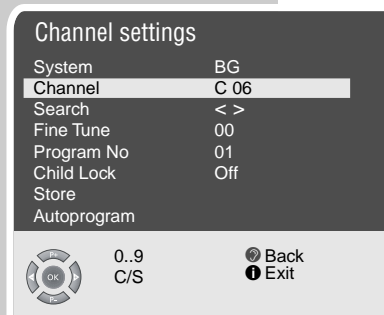 Channel settings
System BG
Channel C 06
Search < >
Fine Tune 00
Program No 01
Child Lock Off
Store
Autoprogram
P+
0..9 Back
OK C/S i Exit
P-